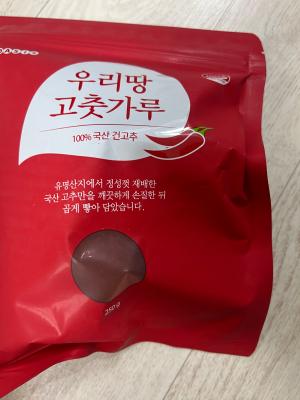 우리땅
고춧가루
100% 국산 건고추
유명산지에서 정성껏 재배한
국산 고추만을 깨끗하게 손질한 뒤
곱게 빻아 담았습니다.
250g